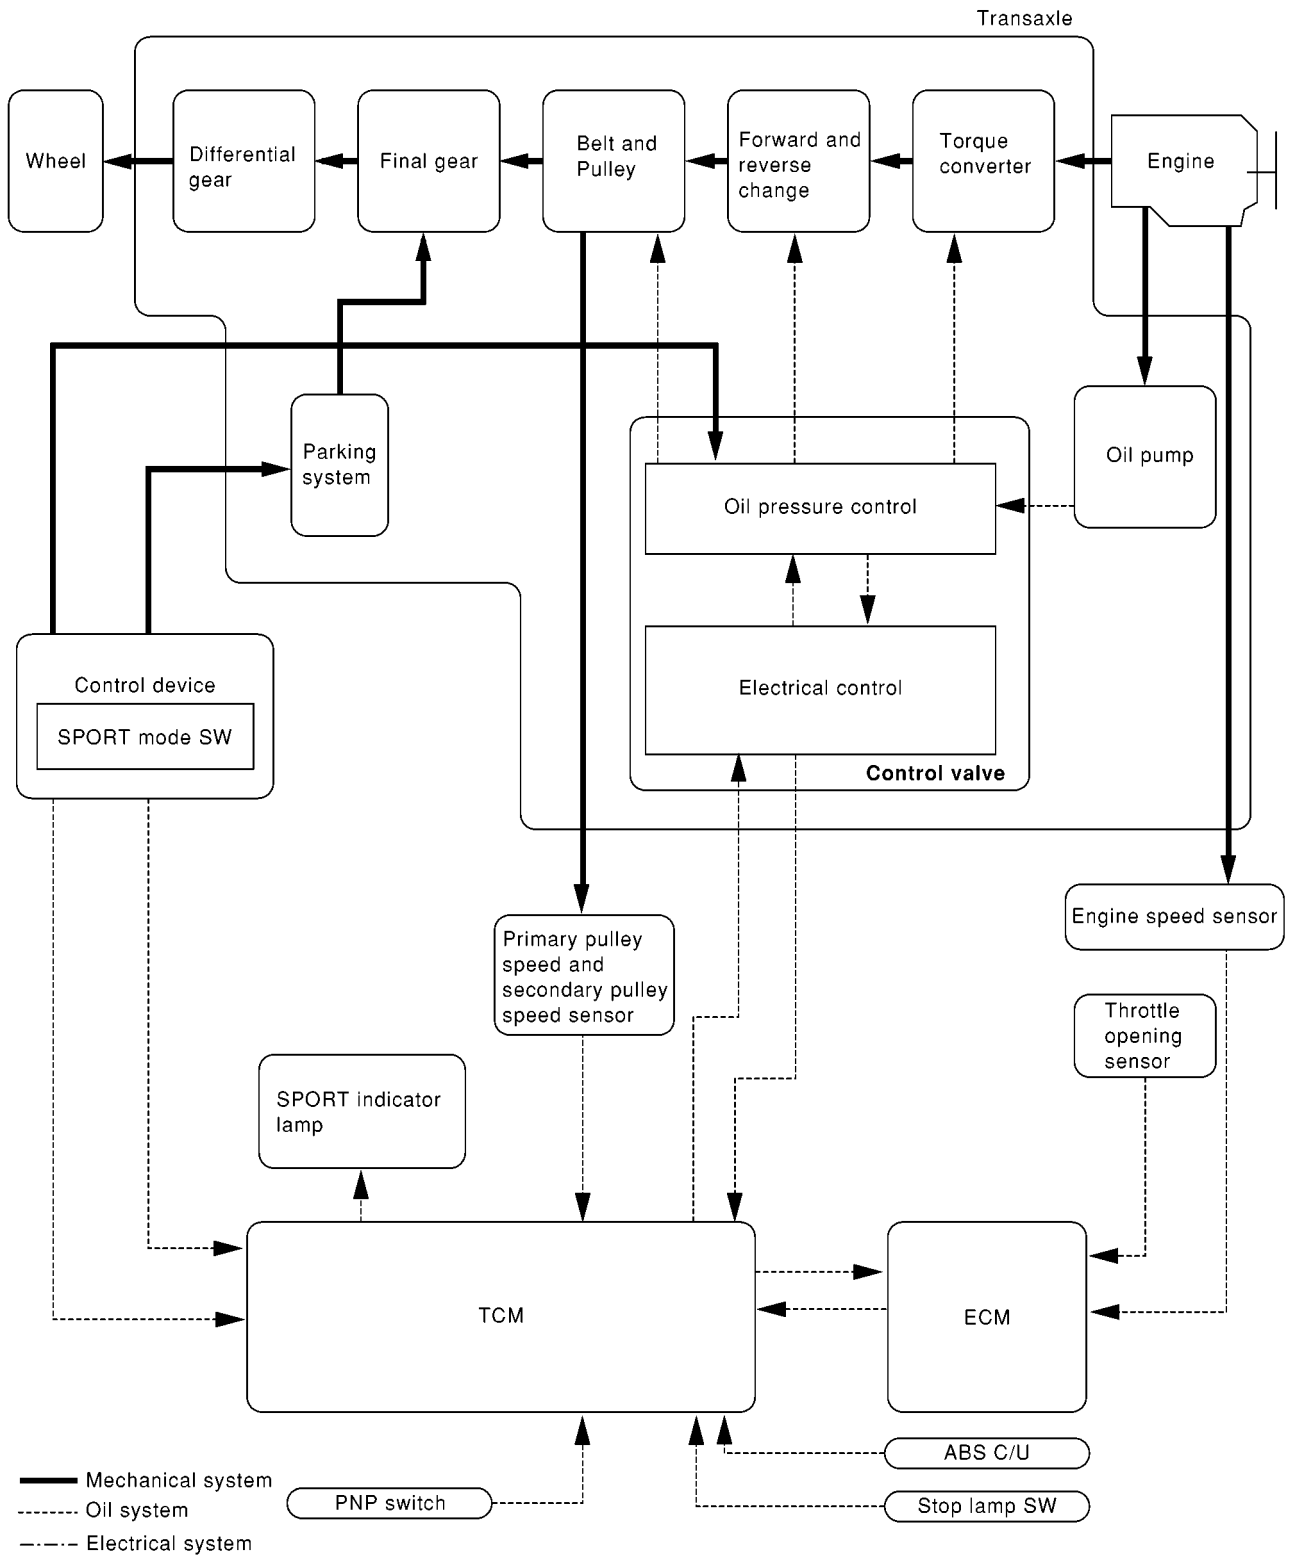 Transaxle
Wheel
Differential
gear
Final gear
Belt and
Pulley
Forward and
reverse
change
Torque
converter
Engine
Parking
system
Oil pump
Oil pressure control
Control device
SPORT mode SW
Electrical control
Control valve
Engine speed sensor
Primary pulley
speed and
secondary pulley
speed sensor
Throttle
opening
sensor
SPORT indicator
lamp
TCM
ECM
ABS C/U
PNP switch
Stop lamp SW
Mechanical system
Oil system
Electrical system